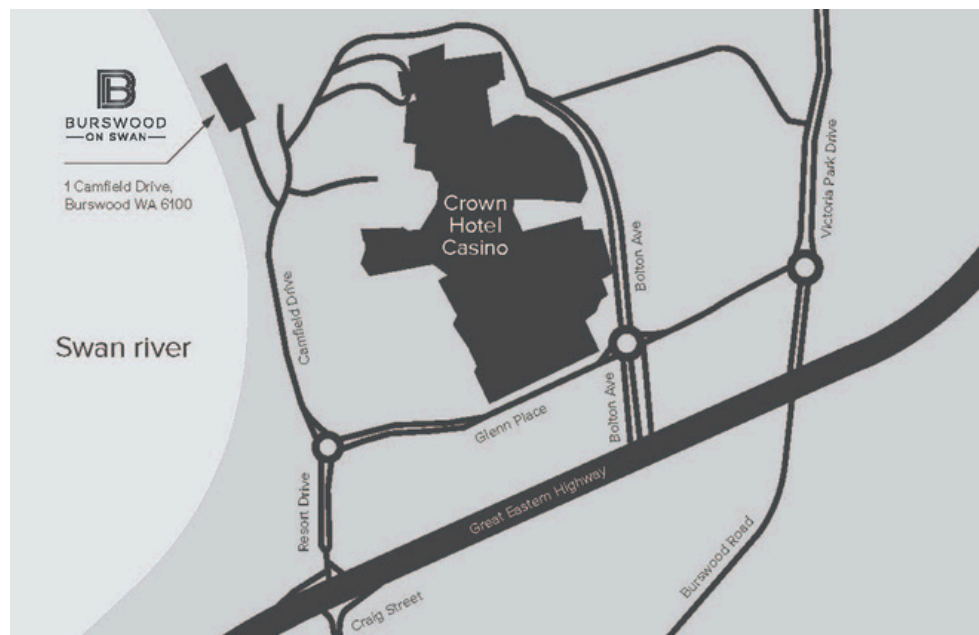 BURSWOOD
ON SWAN
1 Camfield Drive,
Burswood WA 6100
Swan river
Crown
Hotel
Casino
Camfield Drive
Bolton Ave
Victoria Park Drive
Glenn Place
Bolton Ave
Resort Drive
Great Eastern Highway
Burswood Road
Craig Street